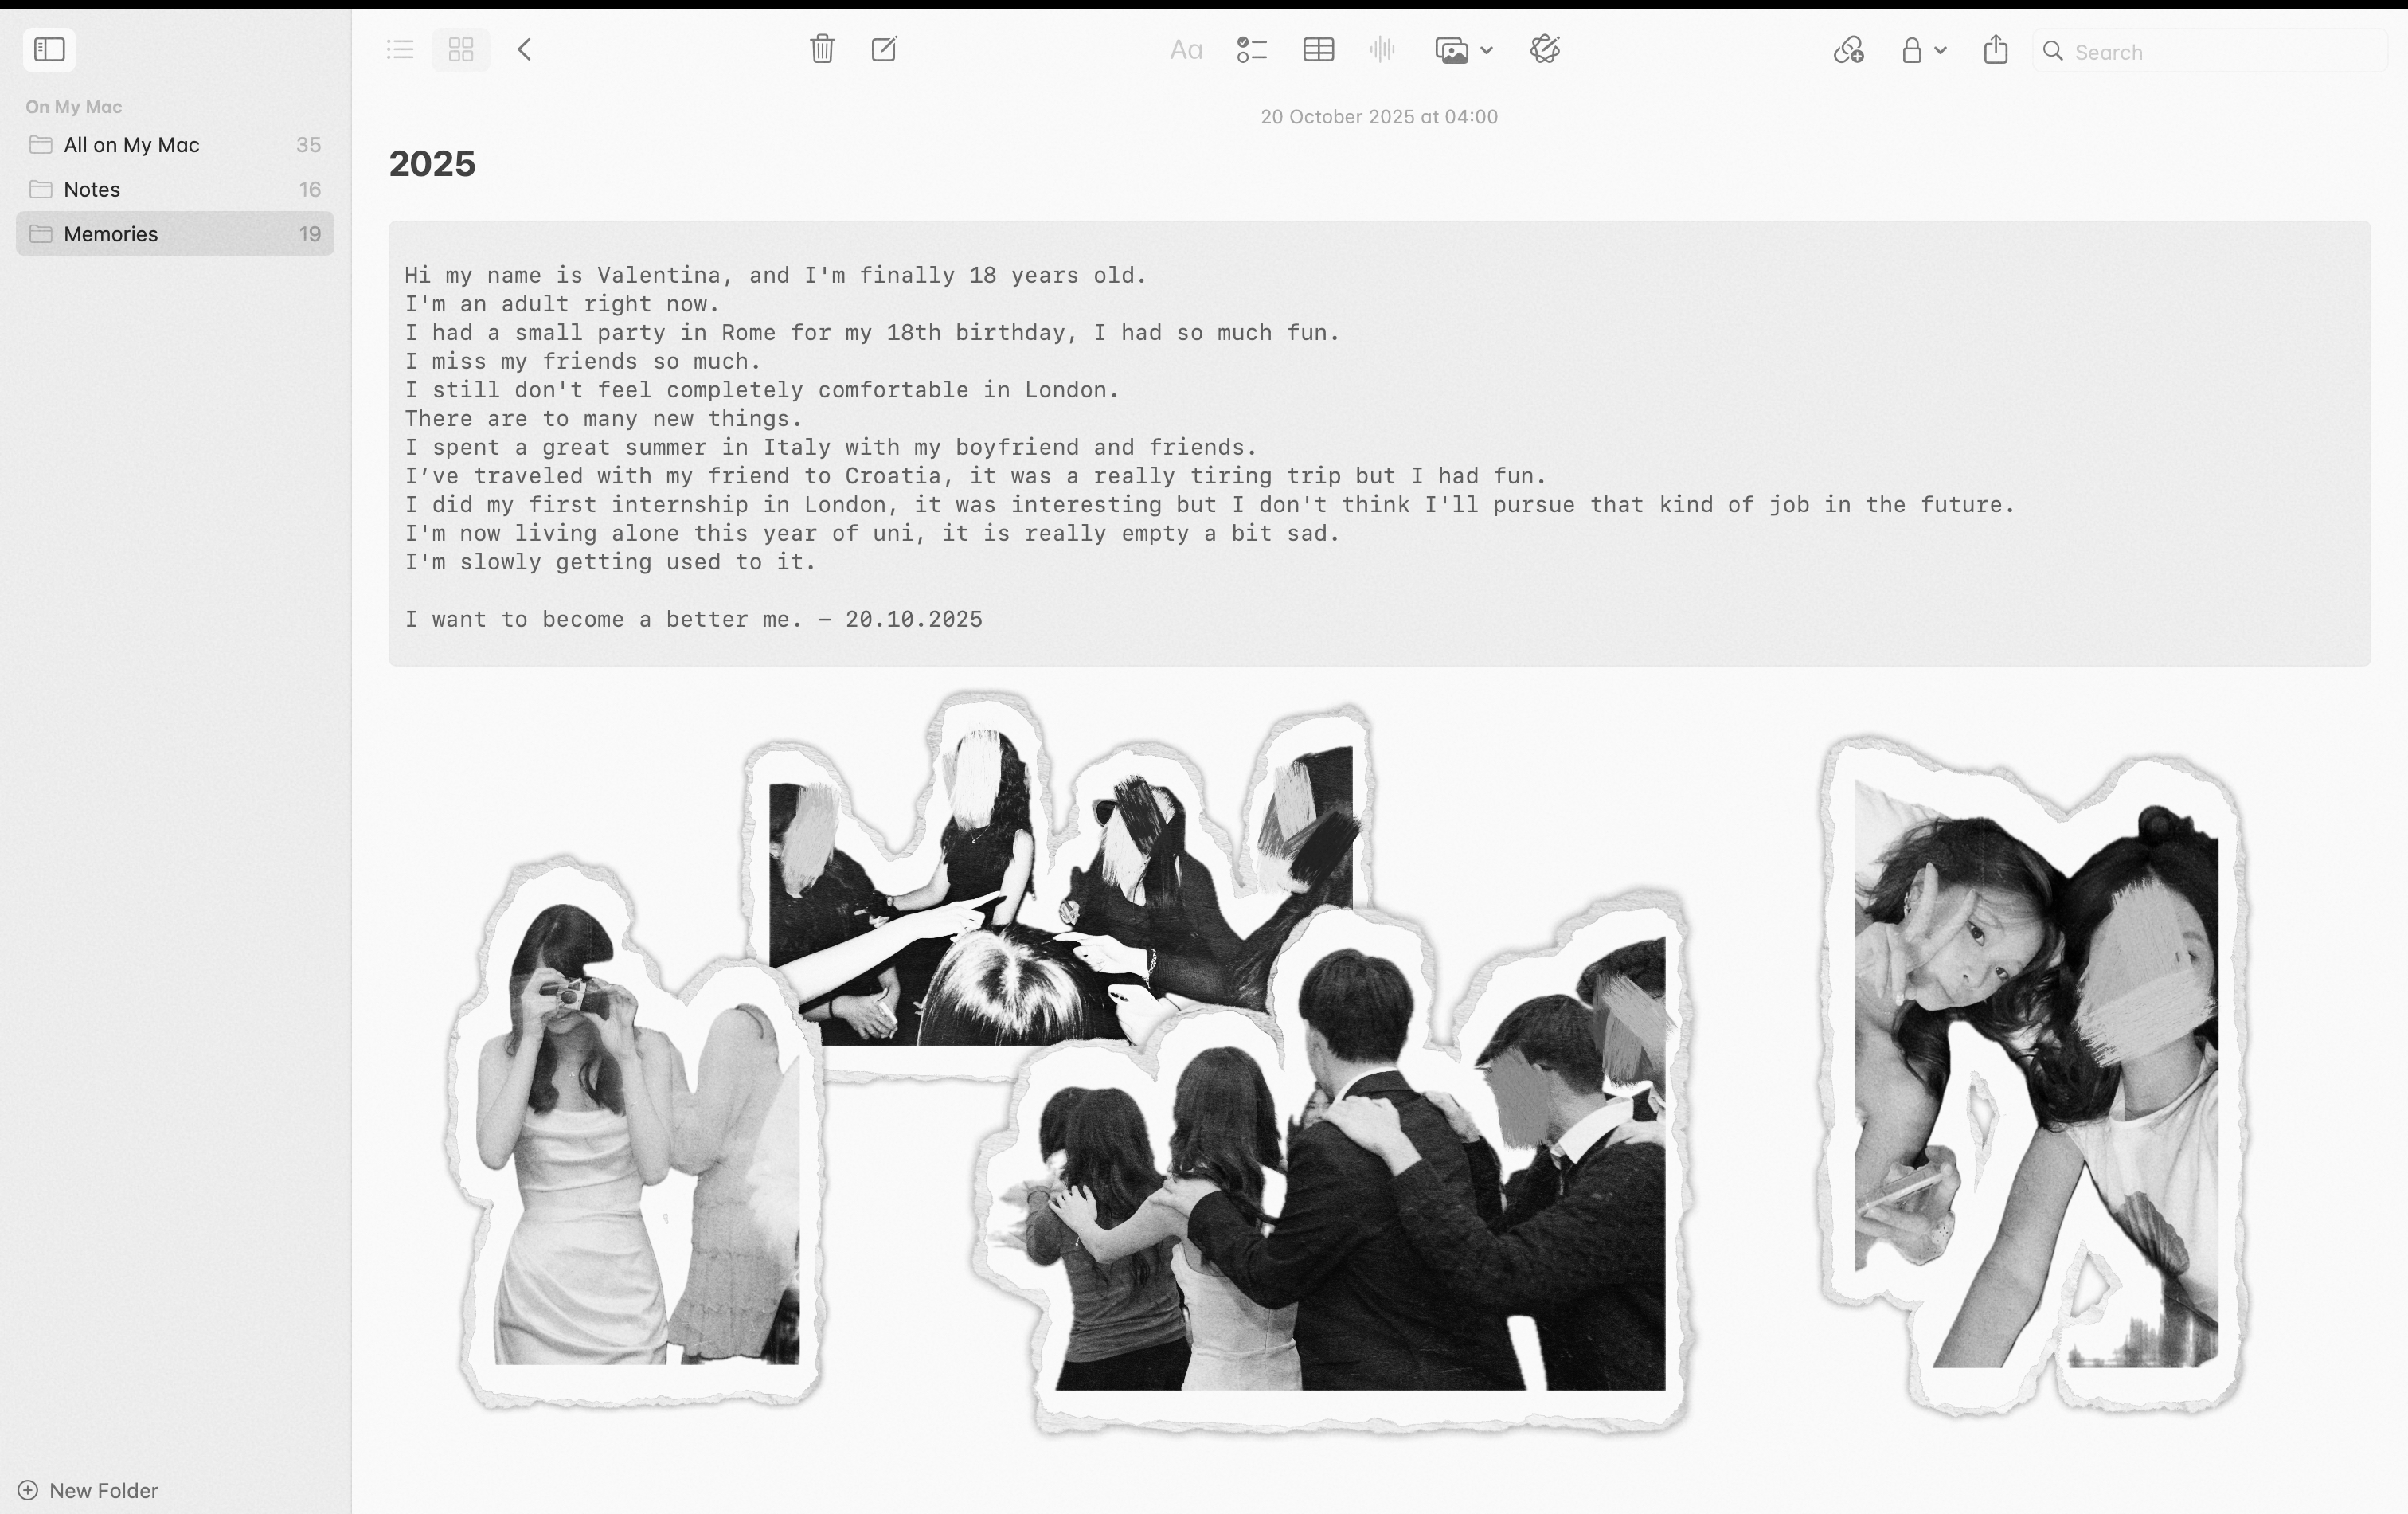 Aa
Search
On My Mac
All on My Mac 35
Notes 16
Memories 19
20 October 2025 at 04:00
2025
Hi my name is Valentina, and I'm finally 18 years old.
I'm an adult right now.
I had a small party in Rome for my 18th birthday, I had so much fun.
I miss my friends so much.
I still don't feel completely comfortable in London.
There are to many new things.
I spent a great summer in Italy with my boyfriend and friends.
I’ve traveled with my friend to Croatia, it was a really tiring trip but I had fun.
I did my first internship in London, it was interesting but I don't think I'll pursue that kind of job in the future.
I'm now living alone this year of uni, it is really empty a bit sad.
I'm slowly getting used to it.
I want to become a better me. – 20.10.2025
New Folder